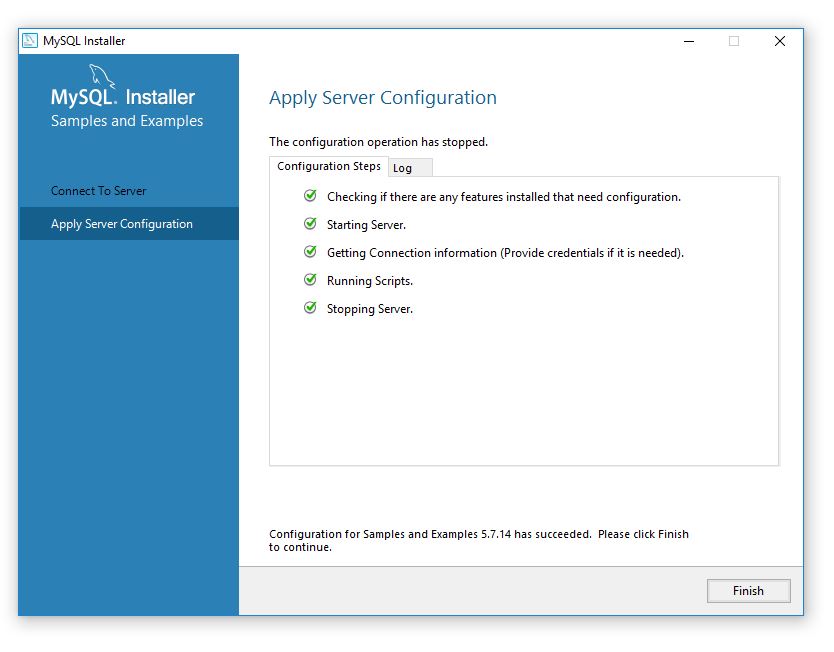 MySQL Installer
MySQL. Installer
Samples and Examples
Connect To Server
Apply Server Configuration
Apply Server Configuration
The configuration operation has stopped.
Configuration Steps Log
Checking if there are any features installed that need configuration.
Starting Server.
Getting Connection information (Provide credentials if it is needed).
Running Scripts.
Stopping Server.
Configuration for Samples and Examples 5.7.14 has succeeded. Please click Finish
to continue.
Finish